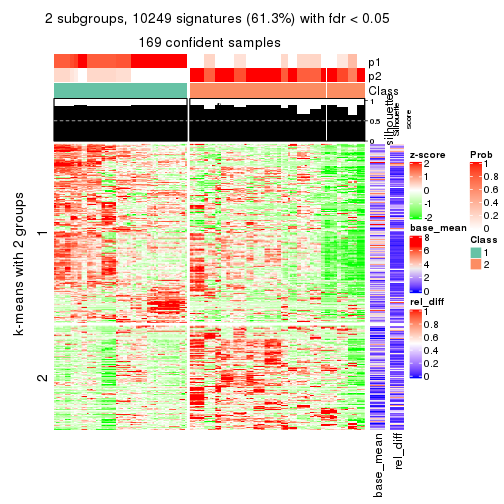 2 subgroups, 10249 signatures (61.3%) with fdr < 0.05
169 confident samples
p1
p2
Class
1
0.5
0
silhouette
Silhouette
score
k-means with 2 groups
1
2
base_mean
rel_diff
z-score
2
1
0
-1
-2
base_mean
8
6
4
2
0
rel_diff
1
0.8
0.6
0.4
0.2
0
Prob
1
0.8
0.6
0.4
0.2
0
Class
1
2